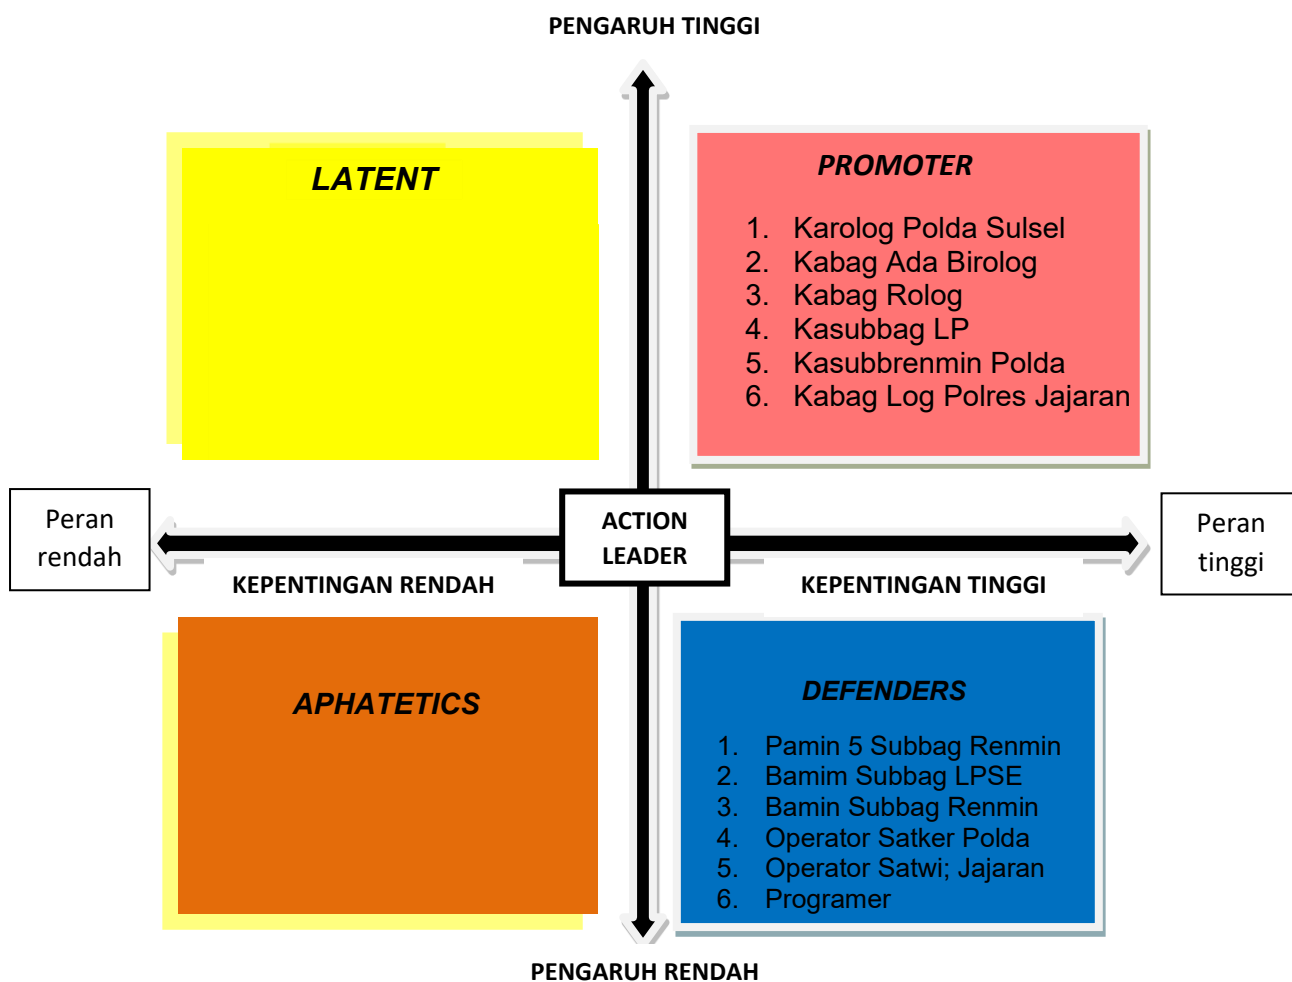 PENGARUH TINGGI
LATENT
PROMOTER
1. Karolog Polda Sulsel
2. Kabag Ada Birolog
3. Kabag Rolog
4. Kasubbag LP
5. Kasubbrenmin Polda
6. Kabag Log Polres Jajaran
Peran
rendah
ACTION
LEADER
Peran
tinggi
KEPENTINGAN RENDAH
KEPENTINGAN TINGGI
APHATETICS
DEFENDERS
1. Pamin 5 Subbag Renmin
2. Bamim Subbag LPSE
3. Bamin Subbag Renmin
4. Operator Satker Polda
5. Operator Satwi; Jajaran
6. Programer
PENGARUH RENDAH